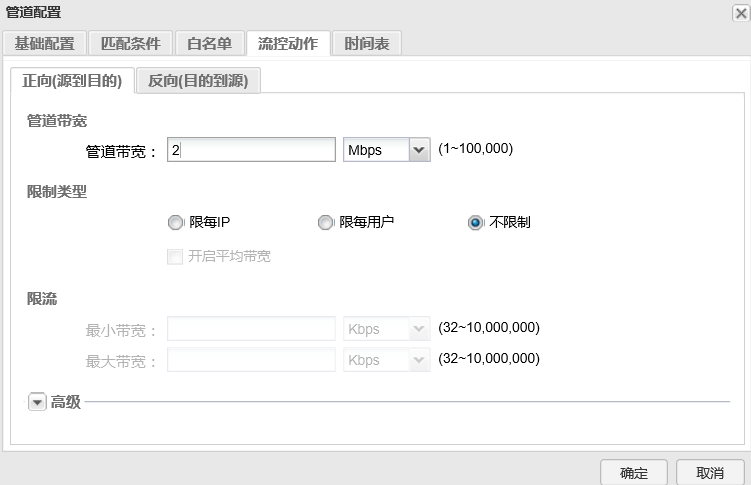 管道配置
基础配置 匹配条件 白名单 流控动作 时间表
正向(源到目的) 反向(目的到源)
管道带宽
管道带宽： 2 Mbps (1~100,000)
限制类型
限每IP 限每用户 不限制
开启平均带宽
限流
最小带宽： Kbps (32~10,000,000)
最大带宽： Kbps (32~10,000,000)
高级
确定 取消